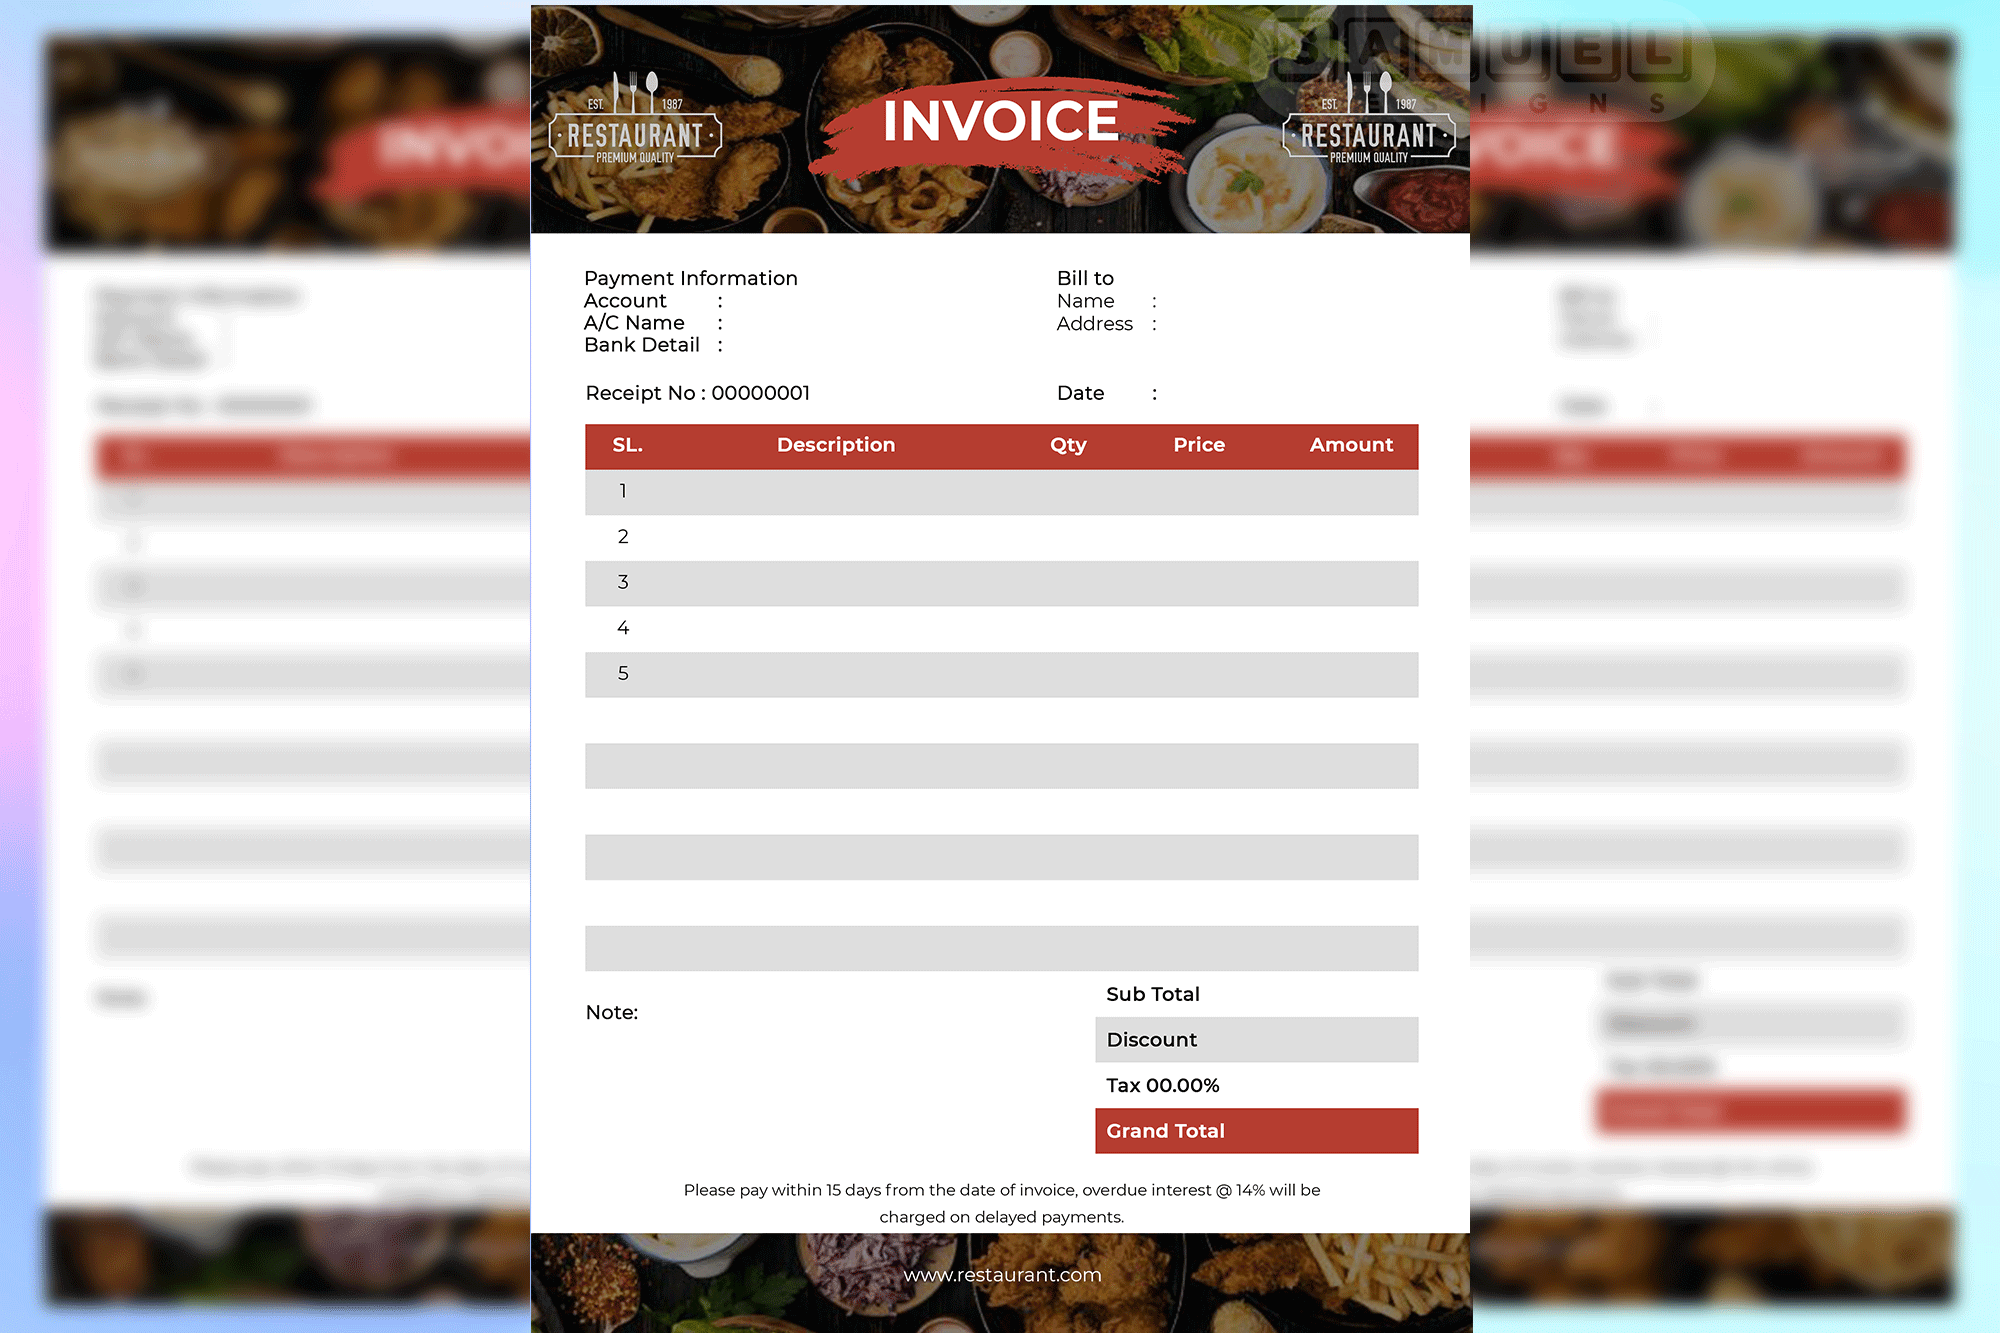 SAMUEL
EST. 1987
RESTAURANT
PREMIUM QUALITY
INVOICE
EST. 1987
RESTAURANT
PREMIUM QUALITY
Payment Information
Account :
A/C Name :
Bank Detail :
Bill to
Name :
Address :
Receipt No : 00000001
Date :
SL. Description Qty Price Amount
1
2
3
4
5
Note:
Sub Total
Discount
Tax 00.00%
Grand Total
Please pay within 15 days from the date of invoice, overdue interest @ 14% will be
charged on delayed payments.
www.restaurant.com